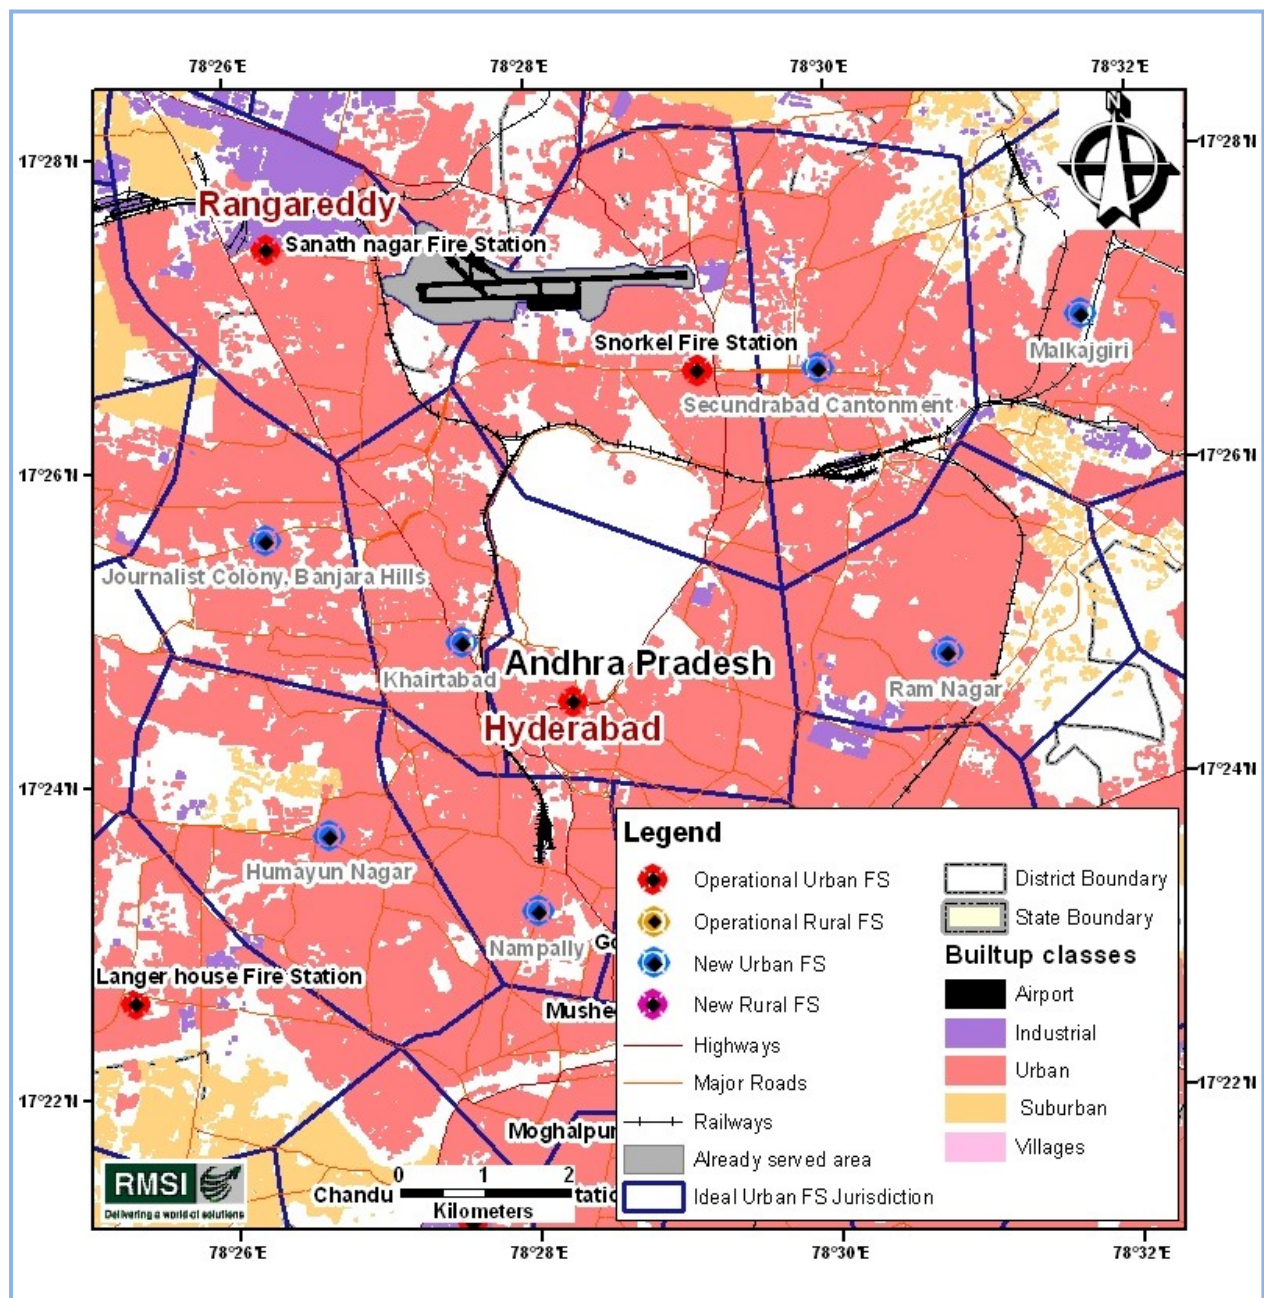 78°26'E 78°28'E 78°30'E 78°32'E
N
17°28'N 17°28'N
Rangareddy
Sanath nagar Fire Station
Snorkel Fire Station
Malkajgiri
Secundrabad Cantonment
17°26'N 17°26'N
Journalist Colony, Banjara Hills
Andhra Pradesh
Khairtabad
Ram Nagar
Hyderabad
17°24'N 17°24'N
Humayun Nagar
Nampally Go
Langer house Fire Station
Mushe
17°22'N 17°22'N
Moghalpur
Chandu tatio
0 1 2
Kilometers
RMSI
Delivering a world of solutions
Legend
Operational Urban FS
Operational Rural FS
New Urban FS
New Rural FS
Highways
Major Roads
Railways
Already served area
Ideal Urban FS Jurisdiction
District Boundary
State Boundary
Builtup classes
Airport
Industrial
Urban
Suburban
Villages
78°26'E 78°28'E 78°30'E 78°32'E